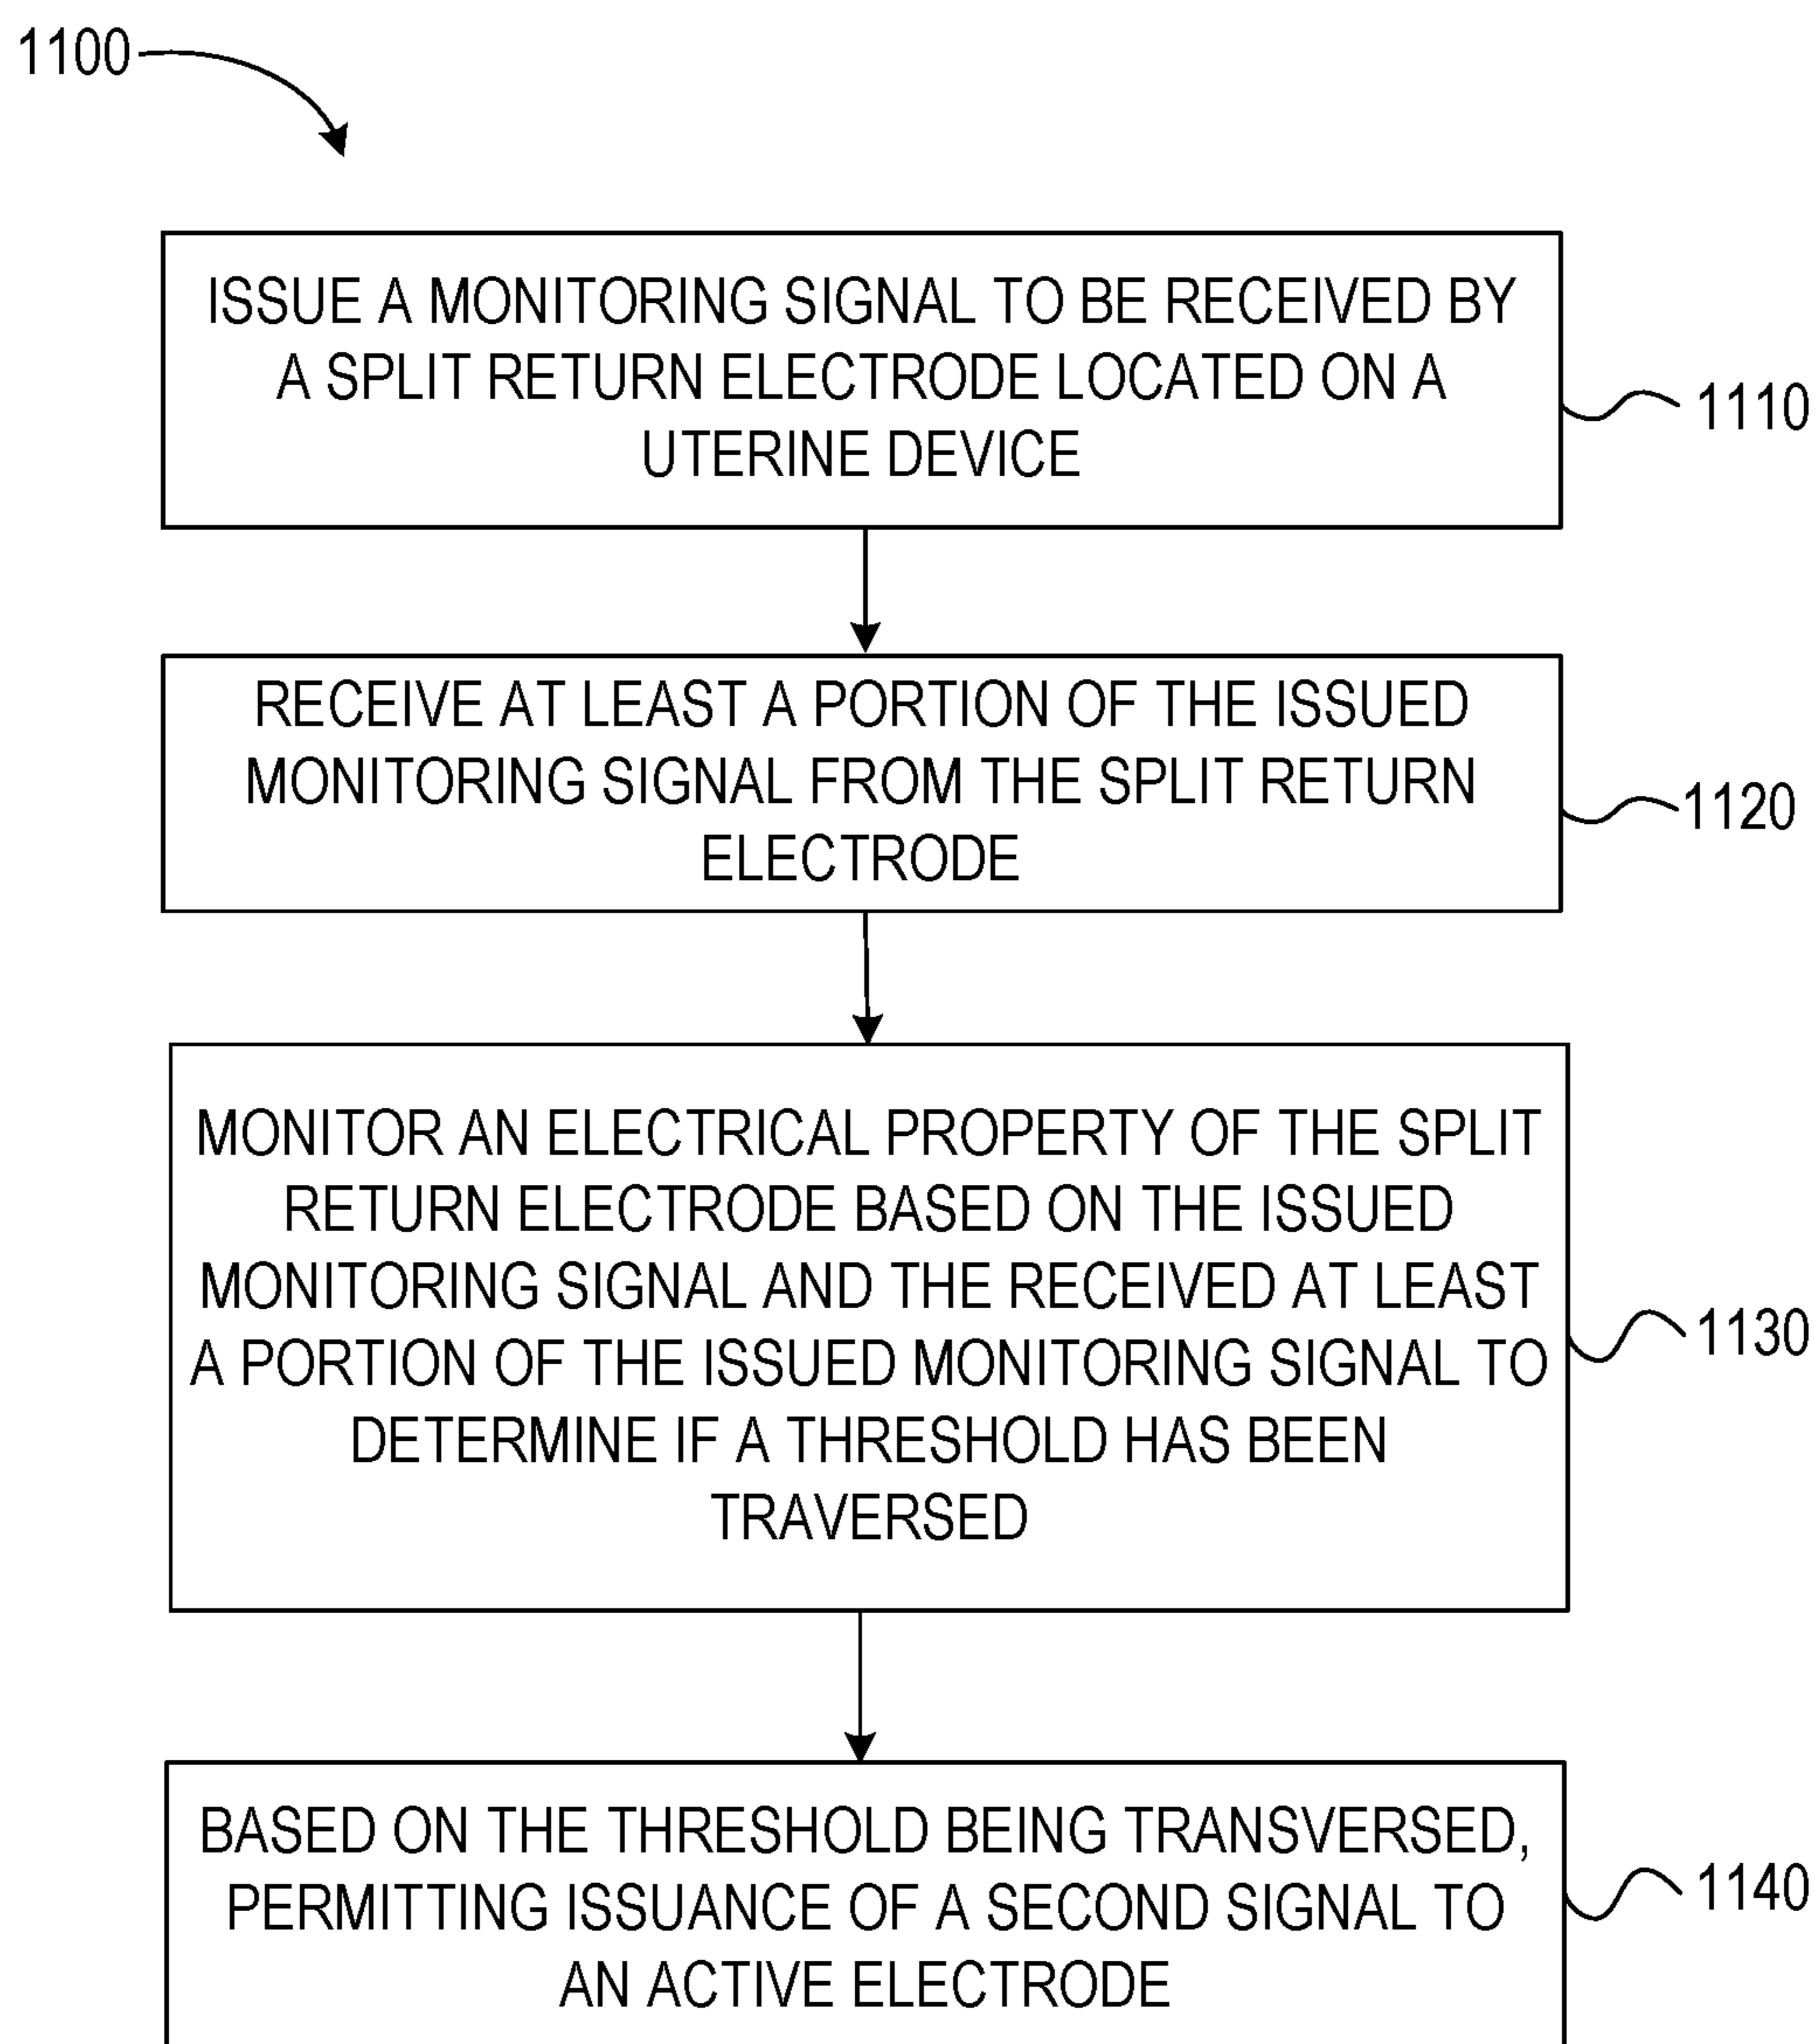 1100
ISSUE A MONITORING SIGNAL TO BE RECEIVED BY
A SPLIT RETURN ELECTRODE LOCATED ON A
UTERINE DEVICE
1110
RECEIVE AT LEAST A PORTION OF THE ISSUED
MONITORING SIGNAL FROM THE SPLIT RETURN
ELECTRODE
1120
MONITOR AN ELECTRICAL PROPERTY OF THE SPLIT
RETURN ELECTRODE BASED ON THE ISSUED
MONITORING SIGNAL AND THE RECEIVED AT LEAST
A PORTION OF THE ISSUED MONITORING SIGNAL TO
DETERMINE IF A THRESHOLD HAS BEEN
TRAVERSED
1130
BASED ON THE THRESHOLD BEING TRANSVERSED,
PERMITTING ISSUANCE OF A SECOND SIGNAL TO
AN ACTIVE ELECTRODE
1140